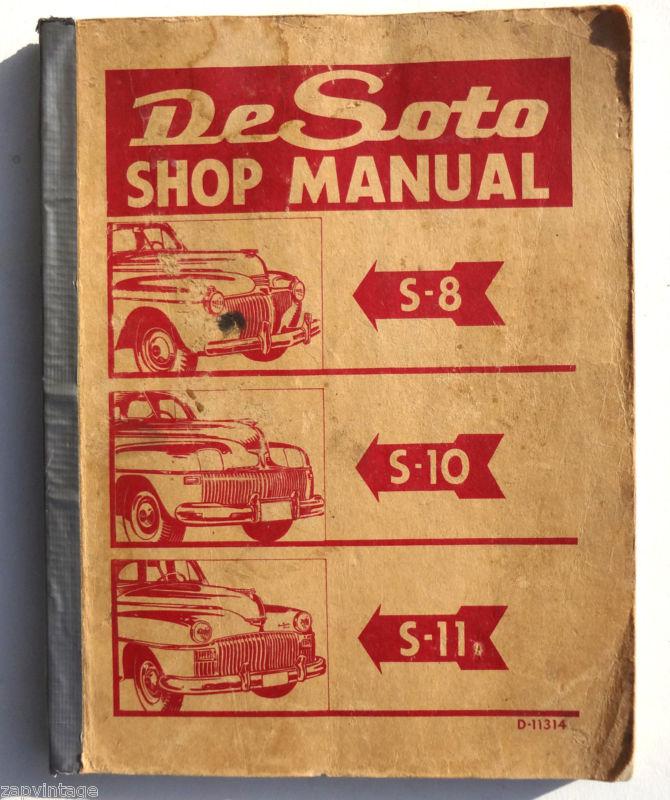 DeSoto
SHOP MANUAL
S-8
S-10
S-11
D-11314
zapvintage